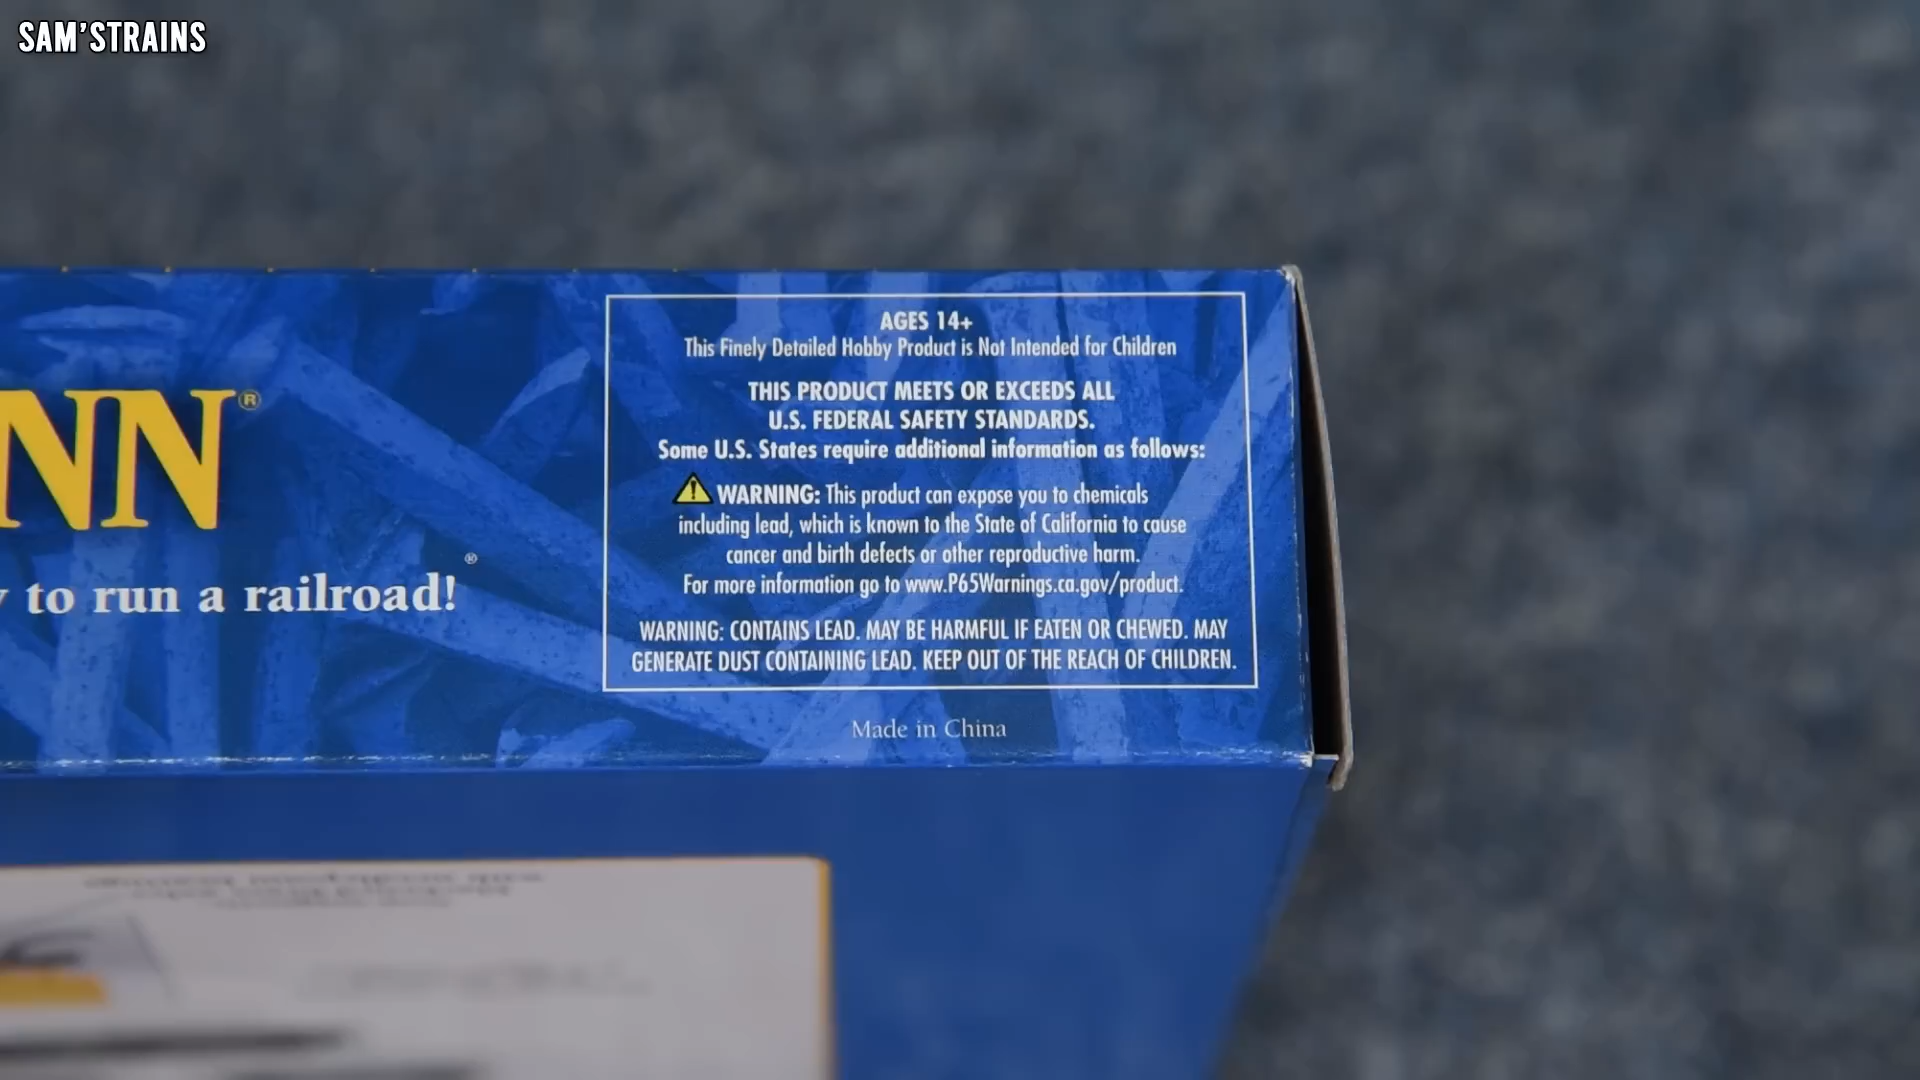 SAM'STRAINS
NN®
to run a railroad!®
AGES 14+
This Finely Detailed Hobby Product is Not Intended for Children
THIS PRODUCT MEETS OR EXCEEDS ALL
U.S. FEDERAL SAFETY STANDARDS.
Some U.S. States require additional information as follows:
WARNING: This product can expose you to chemicals
including lead, which is known to the State of California to cause
cancer and birth defects or other reproductive harm.
For more information go to www.P65Warnings.ca.gov/product.
WARNING: CONTAINS LEAD. MAY BE HARMFUL IF EATEN OR CHEWED. MAY
GENERATE DUST CONTAINING LEAD. KEEP OUT OF THE REACH OF CHILDREN.
Made in China